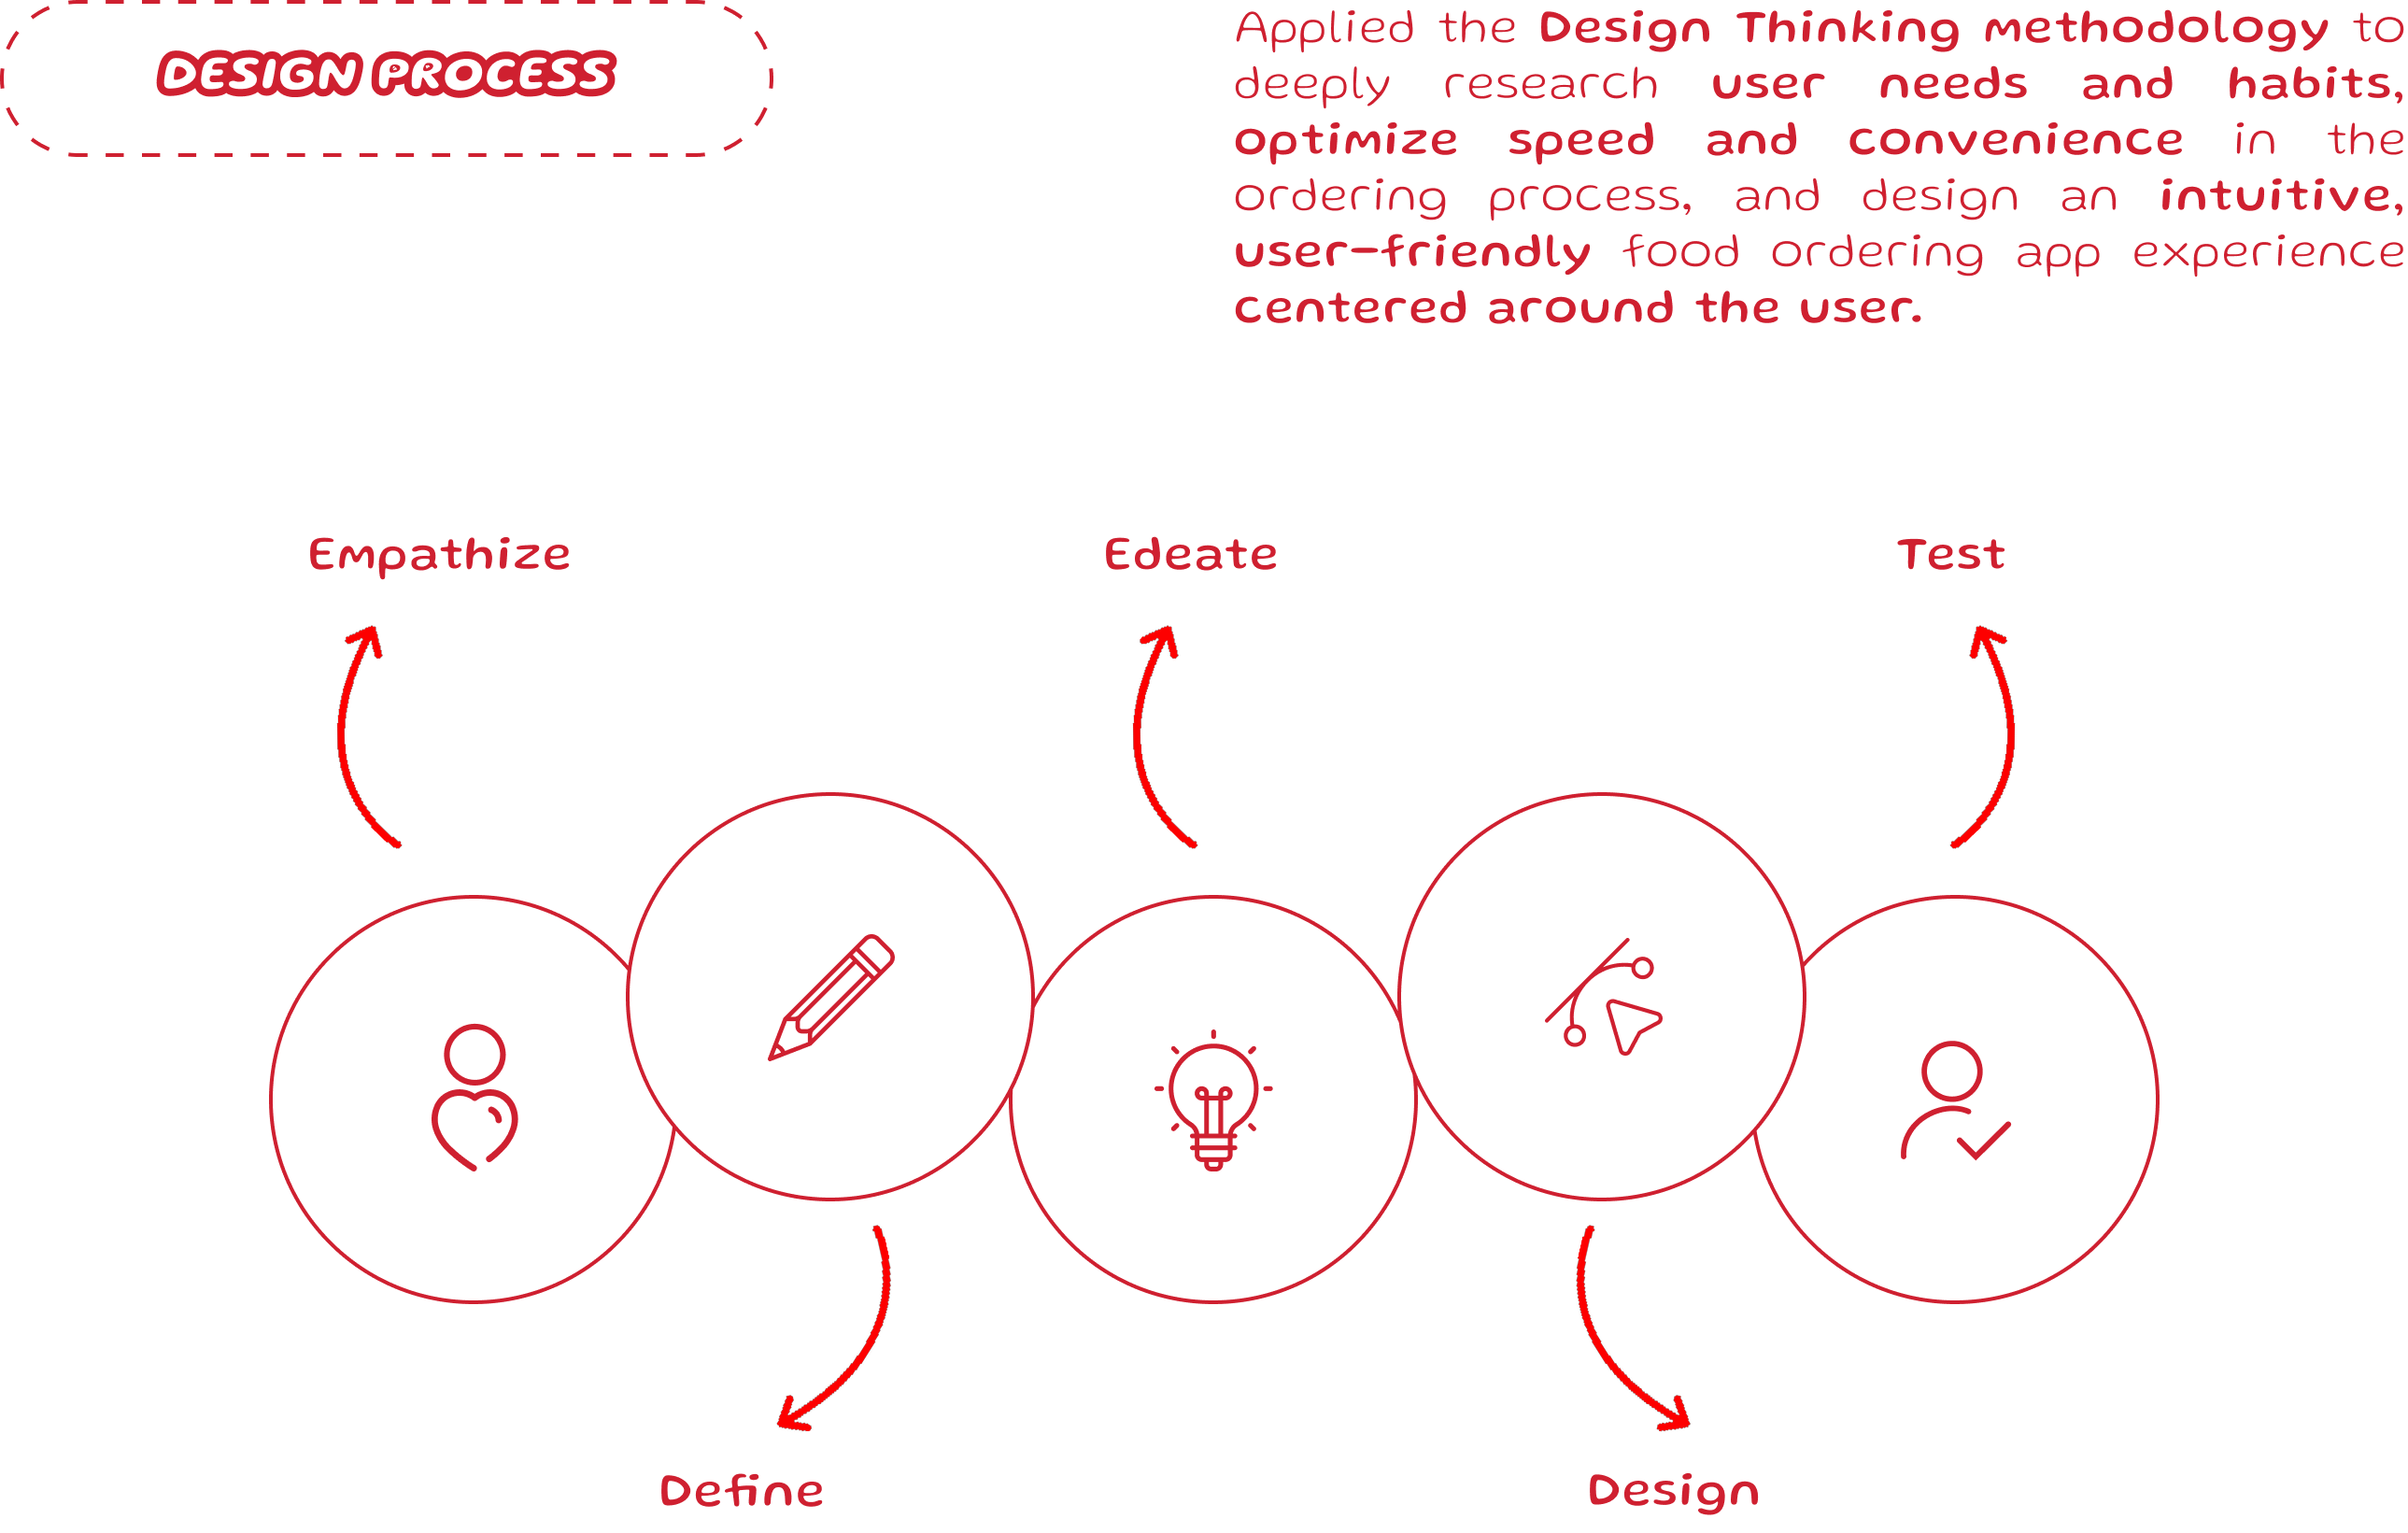 DESIGN PROCESS
Applied the Design Thinking methodology to
deeply research user needs and habits,
optimize speed and convenience in the
ordering process, and design an intuitive,
user-friendly food ordering app experience
centered around the user.
Empathize
Edeate
Test
Define
Design